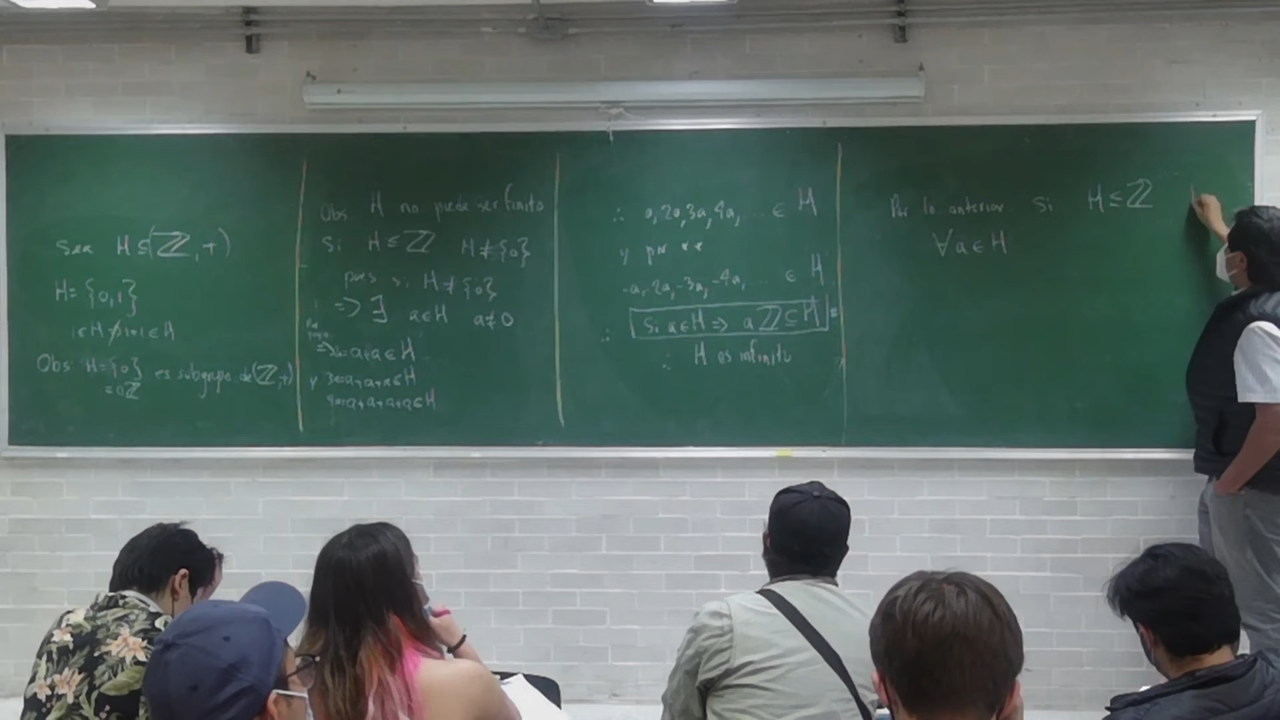 Sea H ≤ (ℤ, +)
H = {0,1}
1 ∈ H ⇏ 1+1 ∈ H
Obs H = {0} es subgrupo de (ℤ, +)
= 0ℤ
Obs H no puede ser finito
Si H ≤ ℤ H ≠ {0}
pues si H ≠ {0}
=> ∃ a ∈ H a ≠ 0
=> 2a = a+a ∈ H
y 3a = a+a+a ∈ H
4a = a+a+a+a ∈ H
∴ a, 2a, 3a, 4a, ... ∈ H
y por
-a, -2a, -3a, -4a, ... ∈ H
∴ Si a ∈ H => aℤ ⊆ H
∴ H es infinito
Por lo anterior Si H ≤ ℤ
∀ a ∈ H